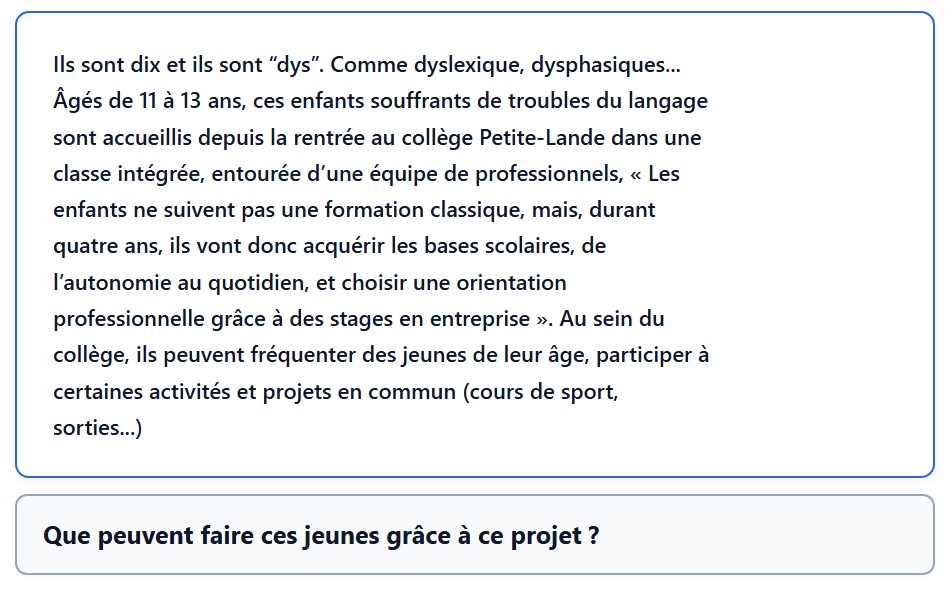 Ils sont dix et ils sont “dys”. Comme dyslexique, dysphasiques...
Âgés de 11 à 13 ans, ces enfants souffrants de troubles du langage
sont accueillis depuis la rentrée au collège Petite-Lande dans une
classe intégrée, entourée d’une équipe de professionnels, « Les
enfants ne suivent pas une formation classique, mais, durant
quatre ans, ils vont donc acquérir les bases scolaires, de
l’autonomie au quotidien, et choisir une orientation
professionnelle grâce à des stages en entreprise ». Au sein du
collège, ils peuvent fréquenter des jeunes de leur âge, participer à
certaines activités et projets en commun (cours de sport,
sorties...)
Que peuvent faire ces jeunes grâce à ce projet ?